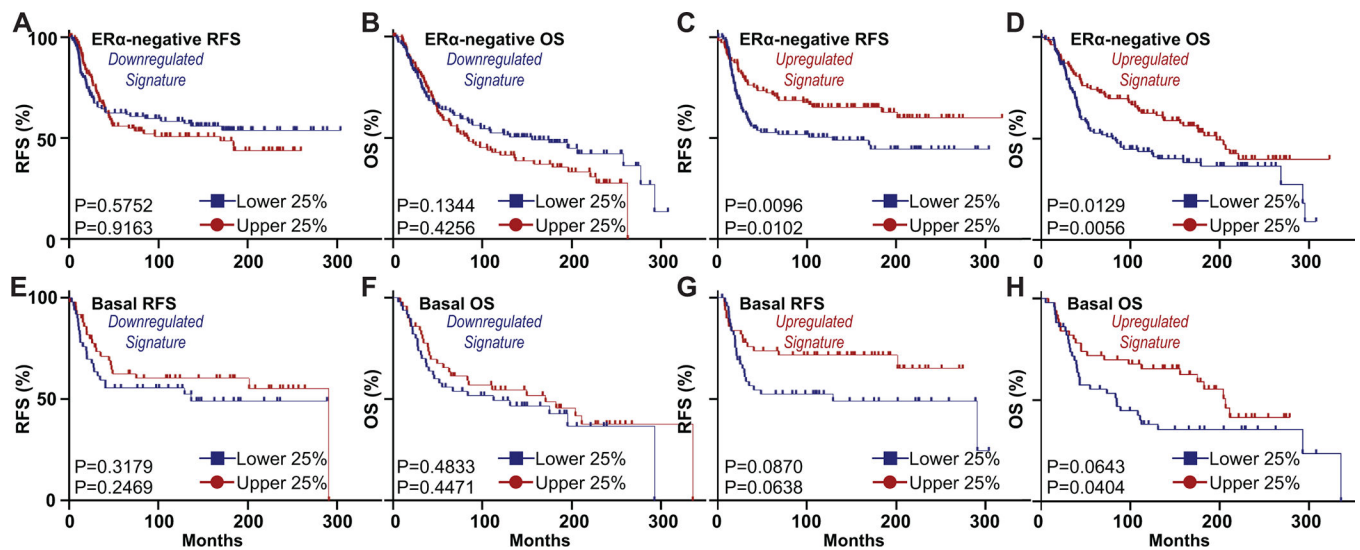 A
ERα-negative RFS
Downregulated
Signature
RFS (%)
100
50
0
P=0.5752
P=0.9163
Lower 25%
Upper 25%
0 100 200 300
B
ERα-negative OS
Downregulated
Signature
OS (%)
P=0.1344
P=0.4256
Lower 25%
Upper 25%
0 100 200 300
C
ERα-negative RFS
Upregulated
Signature
RFS (%)
P=0.0096
P=0.0102
Lower 25%
Upper 25%
0 100 200 300
D
ERα-negative OS
Upregulated
Signature
OS (%)
P=0.0129
P=0.0056
Lower 25%
Upper 25%
0 100 200 300
E
Basal RFS
Downregulated
Signature
RFS (%)
100
50
0
P=0.3179
P=0.2469
Lower 25%
Upper 25%
0 100 200 300
Months
F
Basal OS
Downregulated
Signature
OS (%)
P=0.4833
P=0.4471
Lower 25%
Upper 25%
0 100 200 300
Months
G
Basal RFS
Upregulated
Signature
RFS (%)
P=0.0870
P=0.0638
Lower 25%
Upper 25%
0 100 200 300
Months
H
Basal OS
Upregulated
Signature
OS (%)
P=0.0643
P=0.0404
Lower 25%
Upper 25%
0 100 200 300
Months